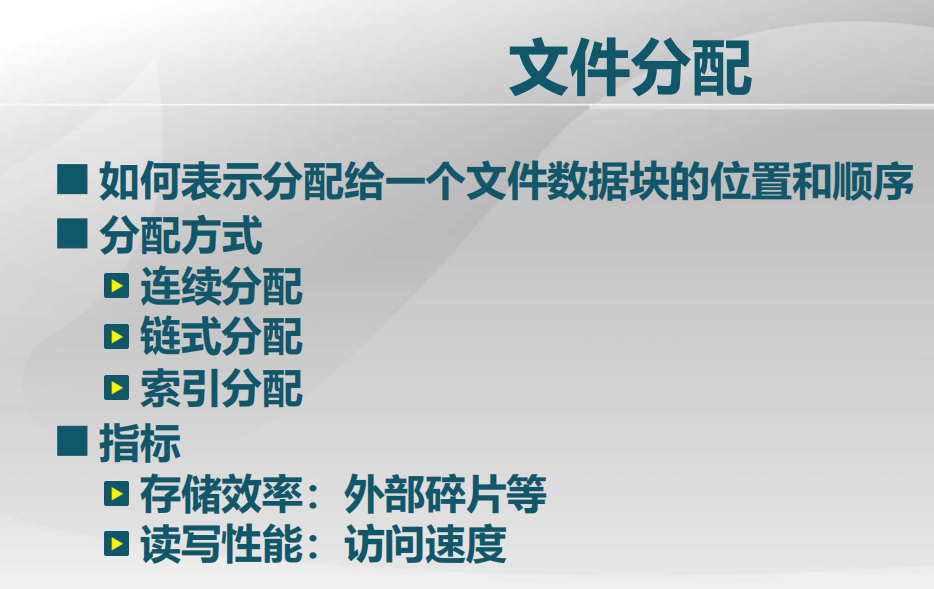 文件分配
如何表示分配给一个文件数据块的位置和顺序
分配方式
连续分配
链式分配
索引分配
指标
存储效率：外部碎片等
读写性能：访问速度